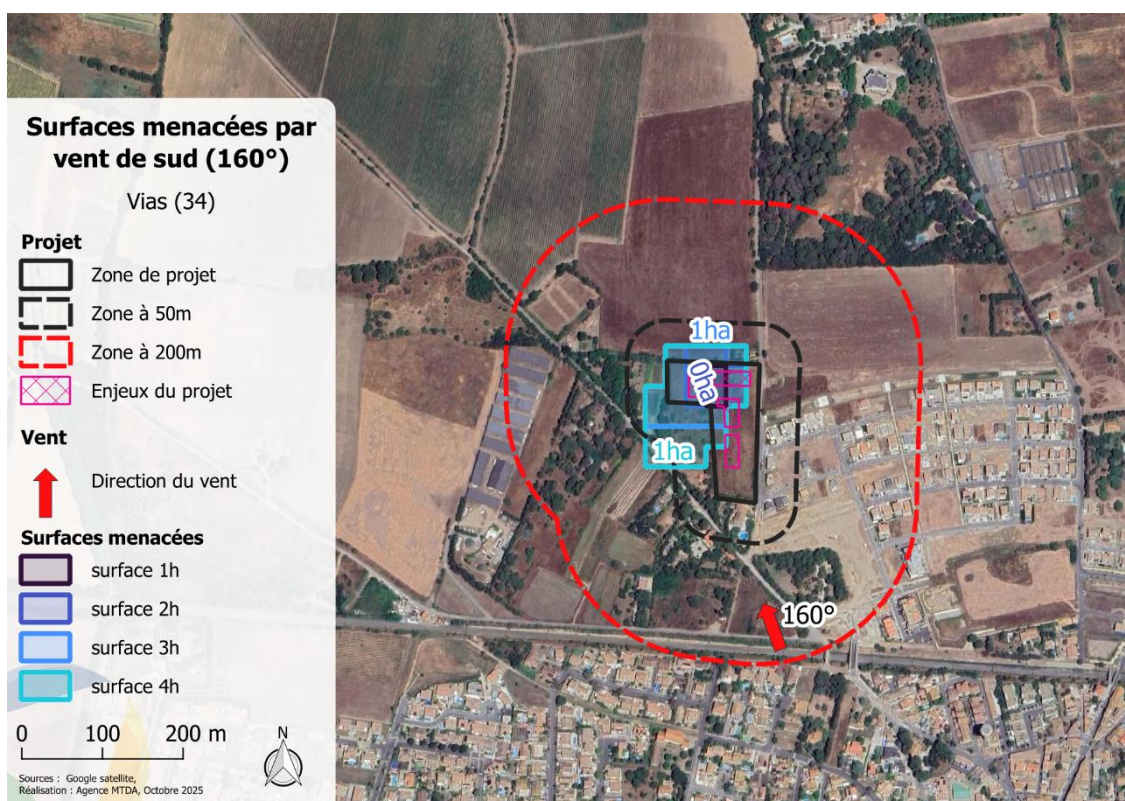 Surfaces menacées par
vent de sud (160°)
Vias (34)
Projet
Zone de projet
Zone à 50m
Zone à 200m
Enjeux du projet
Vent
Direction du vent
Surfaces menacées
surface 1h
surface 2h
surface 3h
surface 4h
0 100 200 m
N
Sources : Google satellite,
Réalisation : Agence MTDA, Octobre 2025
1ha
0ha
1ha
160°